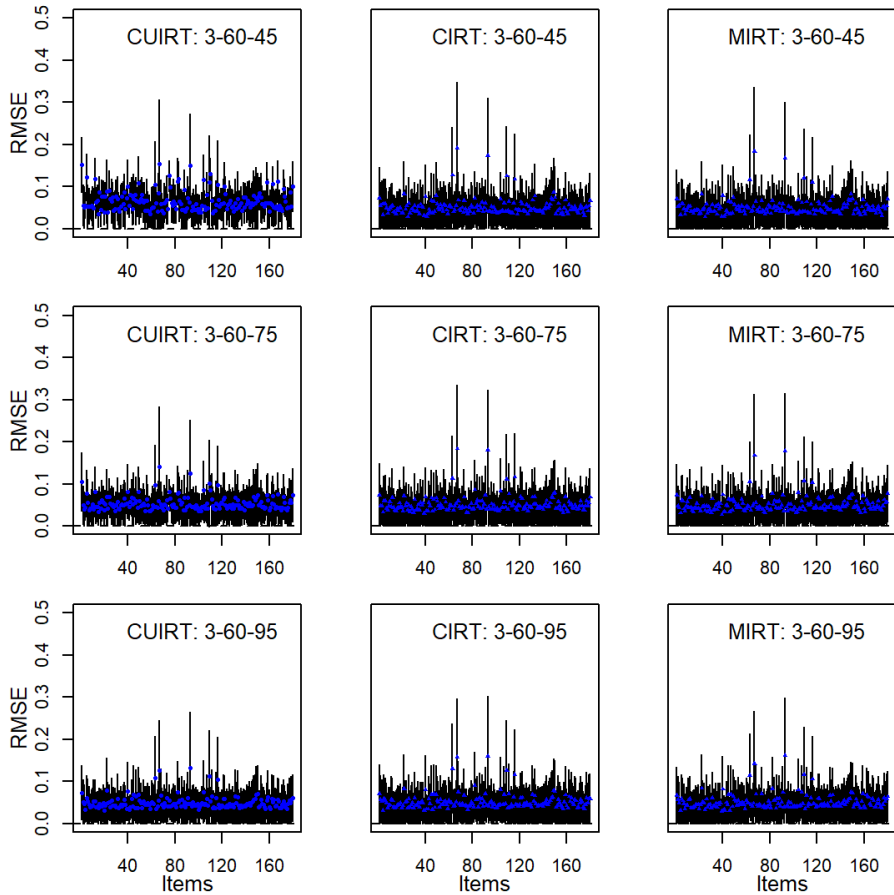 CUIRT: 3-60-45
CIRT: 3-60-45
MIRT: 3-60-45
RMSE
0.0 0.1 0.2 0.3 0.4 0.5
40 80 120 160
40 80 120 160
40 80 120 160
CUIRT: 3-60-75
CIRT: 3-60-75
MIRT: 3-60-75
RMSE
0.0 0.1 0.2 0.3 0.4 0.5
40 80 120 160
40 80 120 160
40 80 120 160
CUIRT: 3-60-95
CIRT: 3-60-95
MIRT: 3-60-95
RMSE
0.0 0.1 0.2 0.3 0.4 0.5
40 80 120 160
40 80 120 160
40 80 120 160
Items
Items
Items